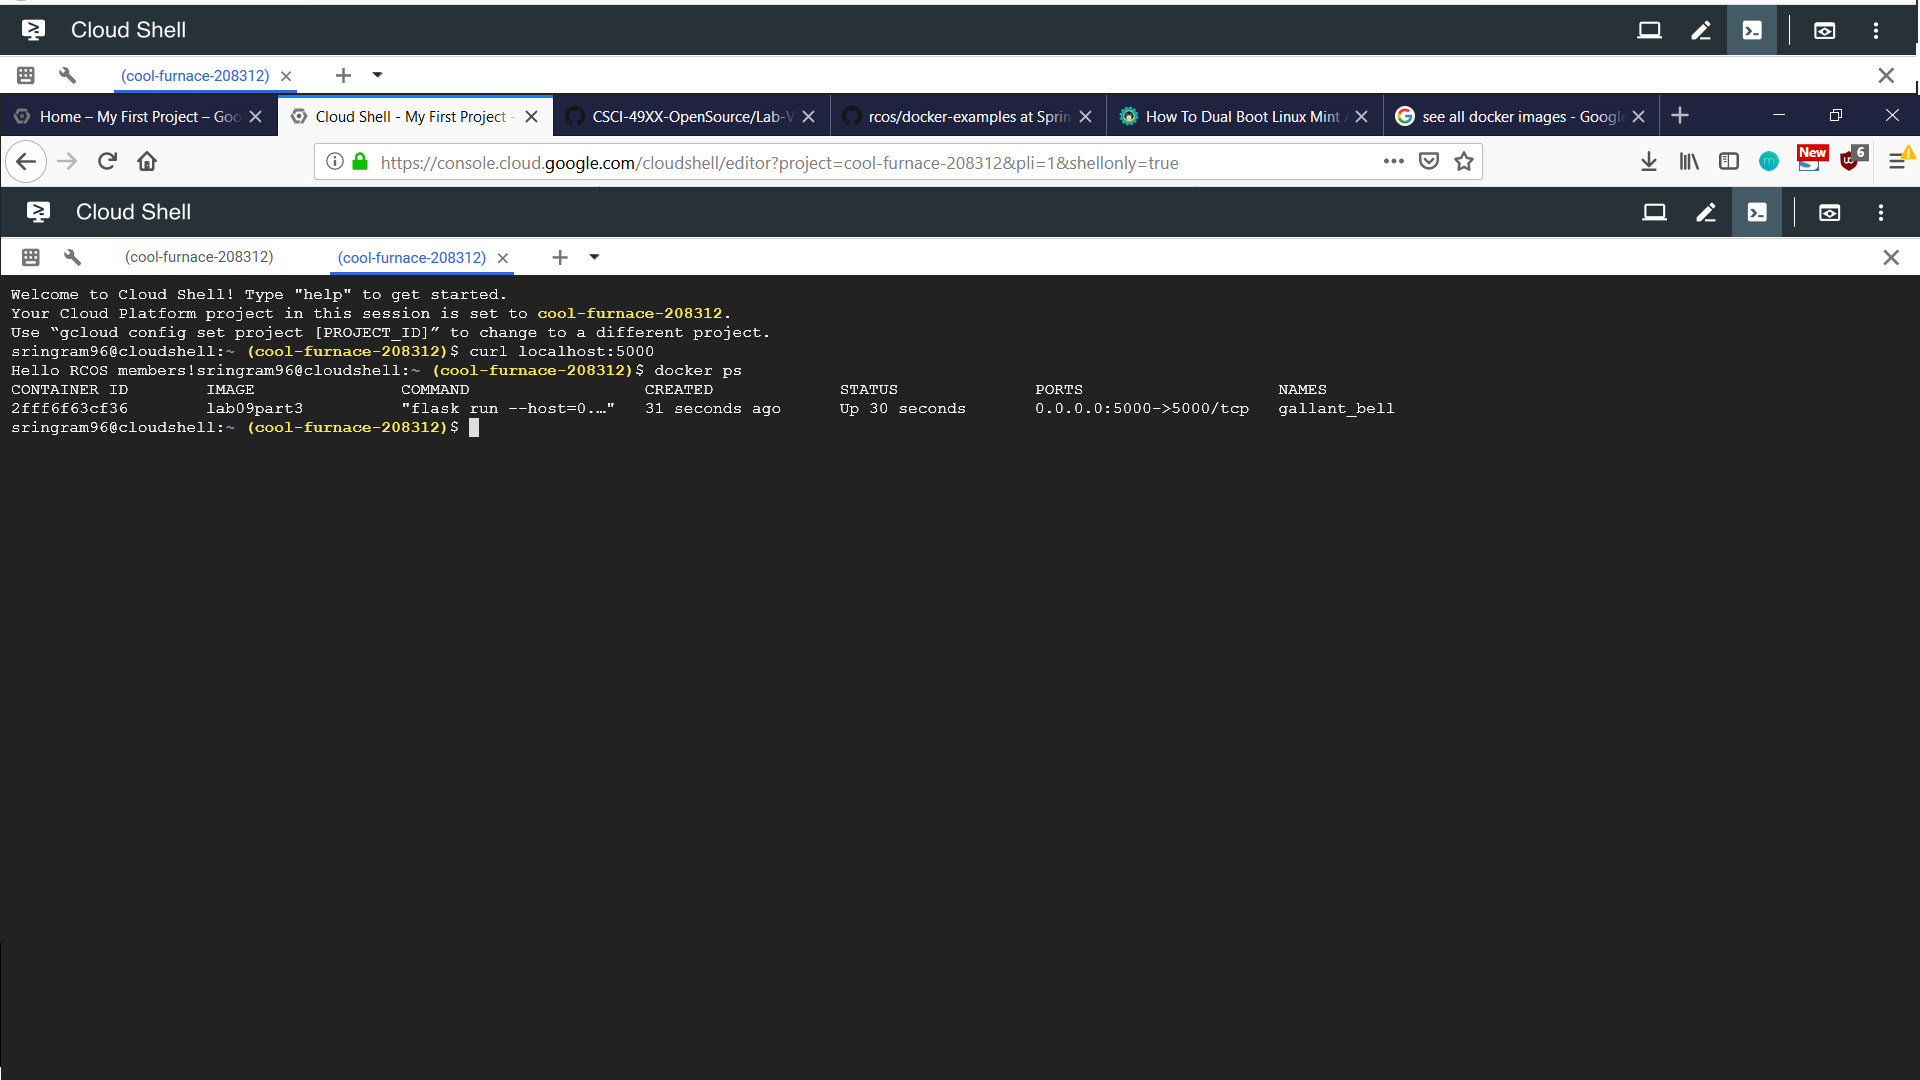 Cloud Shell
(cool-furnace-208312)
Home – My First Project – Goo
Cloud Shell - My First Project -
CSCI-49XX-OpenSource/Lab-V
rcos/docker-examples at Sprin
How To Dual Boot Linux Mint
see all docker images - Google
https://console.cloud.google.com/cloudshell/editor?project=cool-furnace-208312&pli=1&shellonly=true
New
6
Cloud Shell
(cool-furnace-208312)
(cool-furnace-208312)
Welcome to Cloud Shell! Type "help" to get started.
Your Cloud Platform project in this session is set to cool-furnace-208312.
Use “gcloud config set project [PROJECT_ID]” to change to a different project.
sringram96@cloudshell:~ (cool-furnace-208312)$ curl localhost:5000
Hello RCOS members!sringram96@cloudshell:~ (cool-furnace-208312)$ docker ps
CONTAINER ID IMAGE COMMAND CREATED STATUS PORTS NAMES
2fff6f63cf36 lab09part3 "flask run --host=0.…" 31 seconds ago Up 30 seconds 0.0.0.0:5000->5000/tcp gallant_bell
sringram96@cloudshell:~ (cool-furnace-208312)$